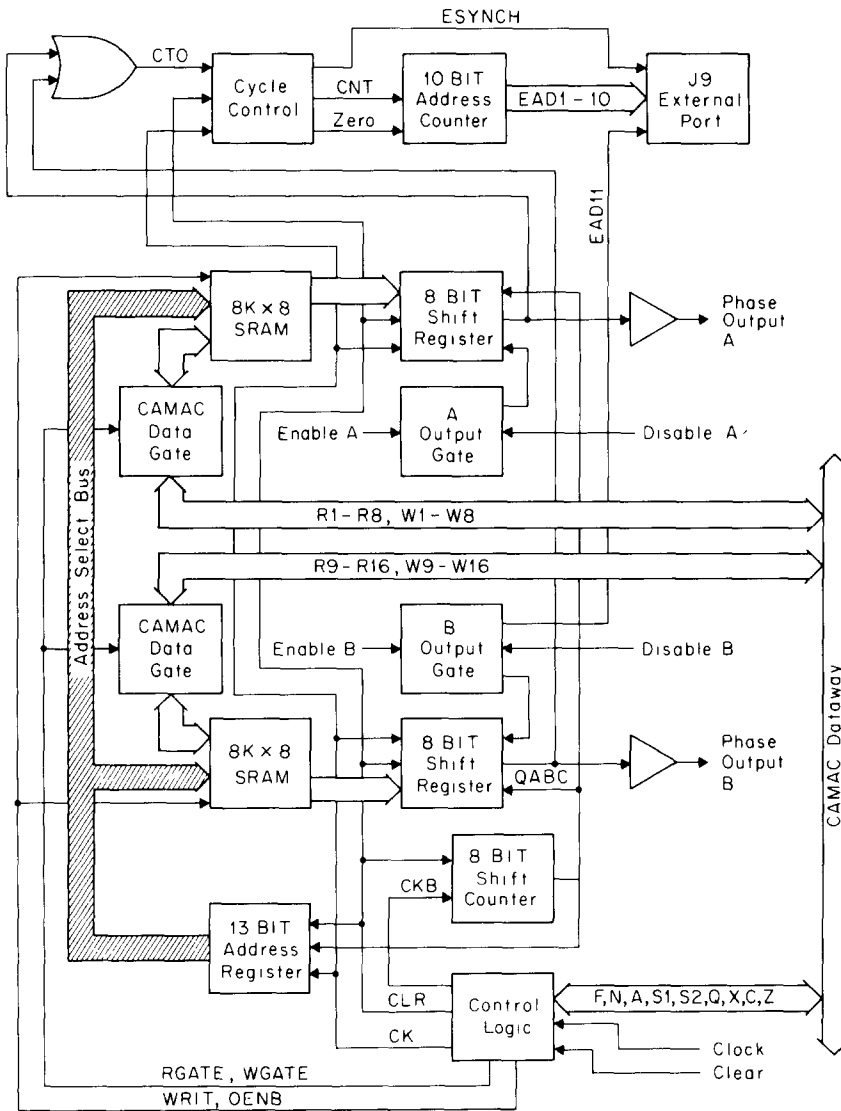 ESYNCH
CTO
Cycle
Control
CNT
Zero
10 BIT
Address
Counter
EAD1-10
J9
External
Port
EAD11
8K x 8
SRAM
8 BIT
Shift
Register
Phase
Output
A
CAMAC
Data
Gate
Enable A
A
Output
Gate
Disable A
Address Select Bus
R1-R8, W1-W8
R9-R16, W9-W16
CAMAC
Data
Gate
Enable B
B
Output
Gate
Disable B
8K x 8
SRAM
8 BIT
Shift
Register
QABC
Phase
Output
B
CAMAC Dataway
CKB
8 BIT
Shift
Counter
13 BIT
Address
Register
CLR
CK
Control
Logic
F,N,A,S1,S2,Q,X,C,Z
Clock
Clear
RGATE, WGATE
WRIT, OENB